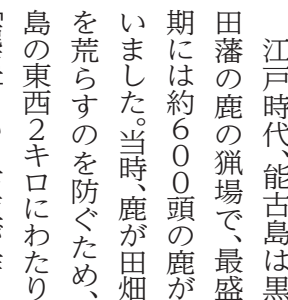 江戸時代、能古島は黒
田藩の鹿の猟場で、最盛
期には約600頭の鹿が
いました。当時、鹿が田畑
を荒らすのを防ぐため、
島の東西2キロにわたり